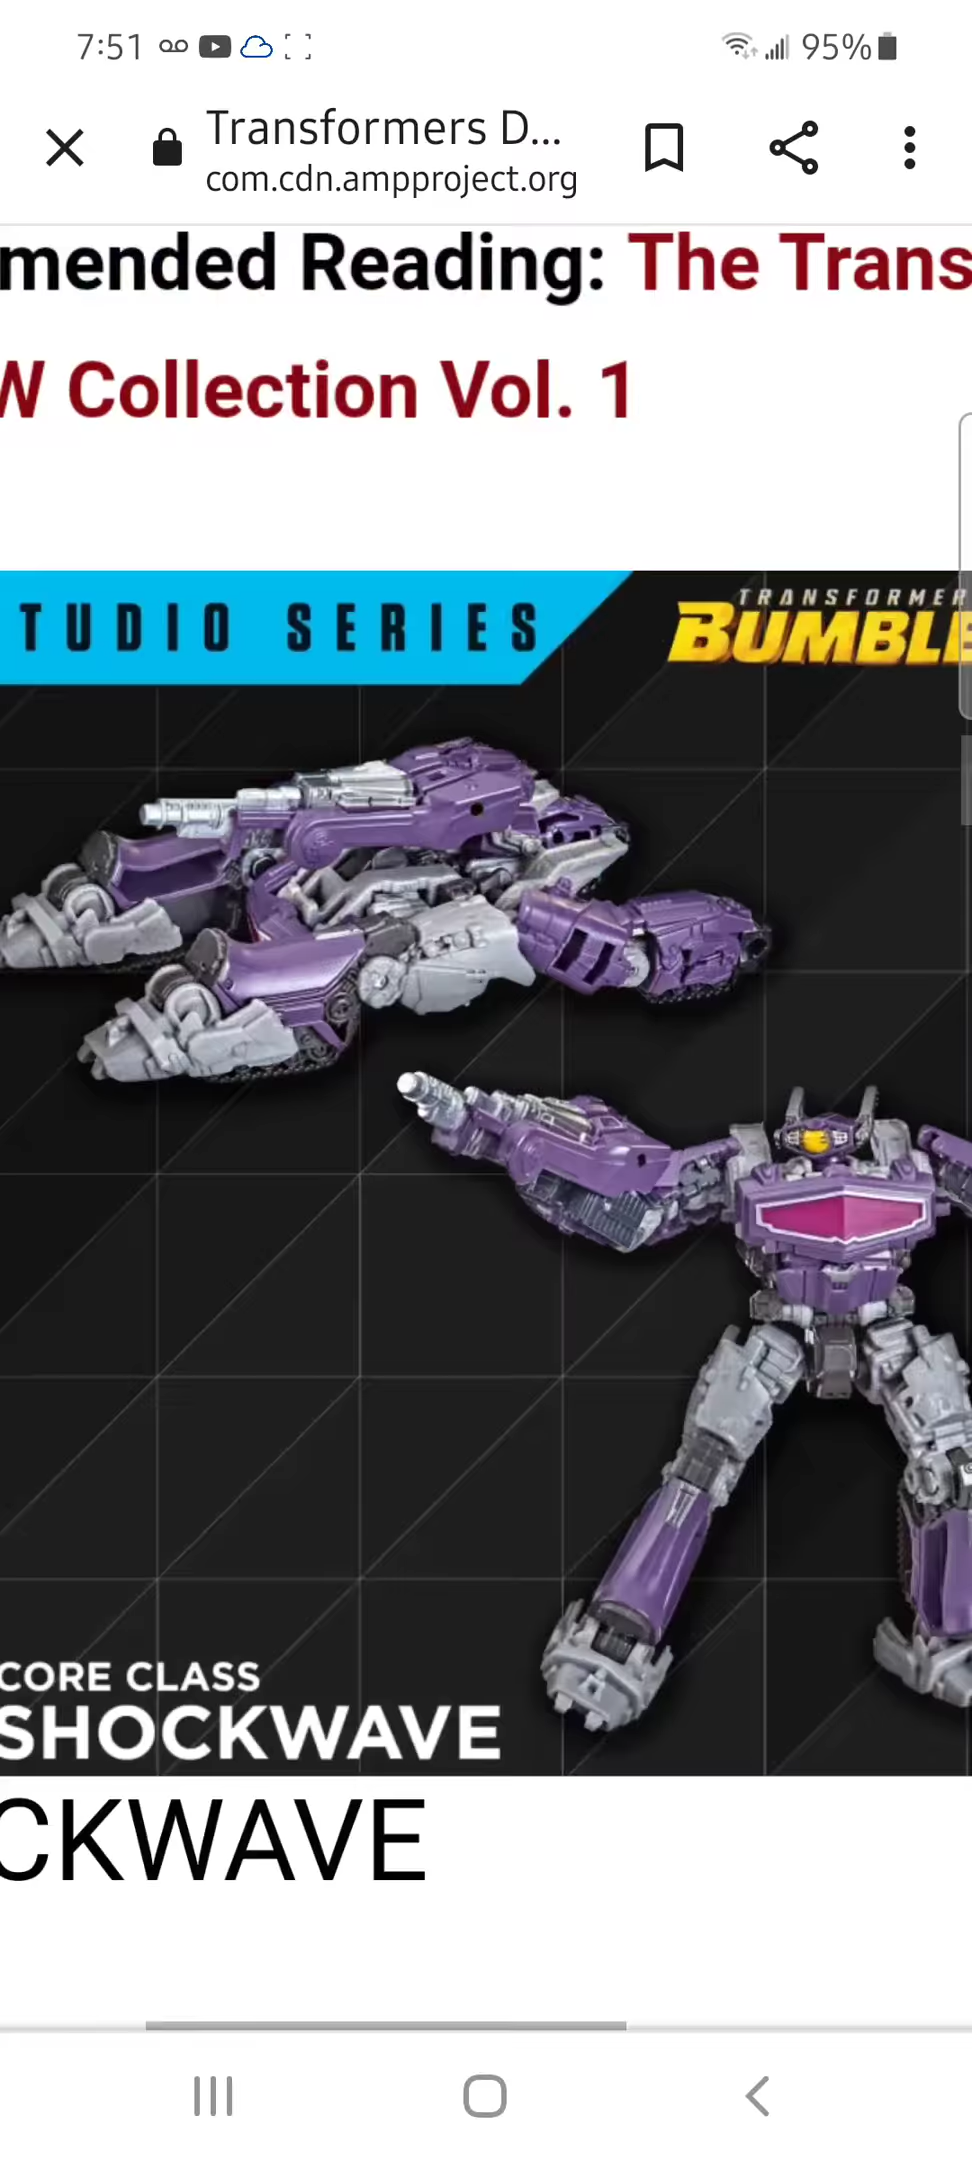 7:51
95%
Transformers D...
com.cdn.ampproject.org
mended Reading: The Trans
W Collection Vol. 1
TUDIO SERIES
TRANSFORMER
BUMBLE
CORE CLASS
SHOCKWAVE
CKWAVE